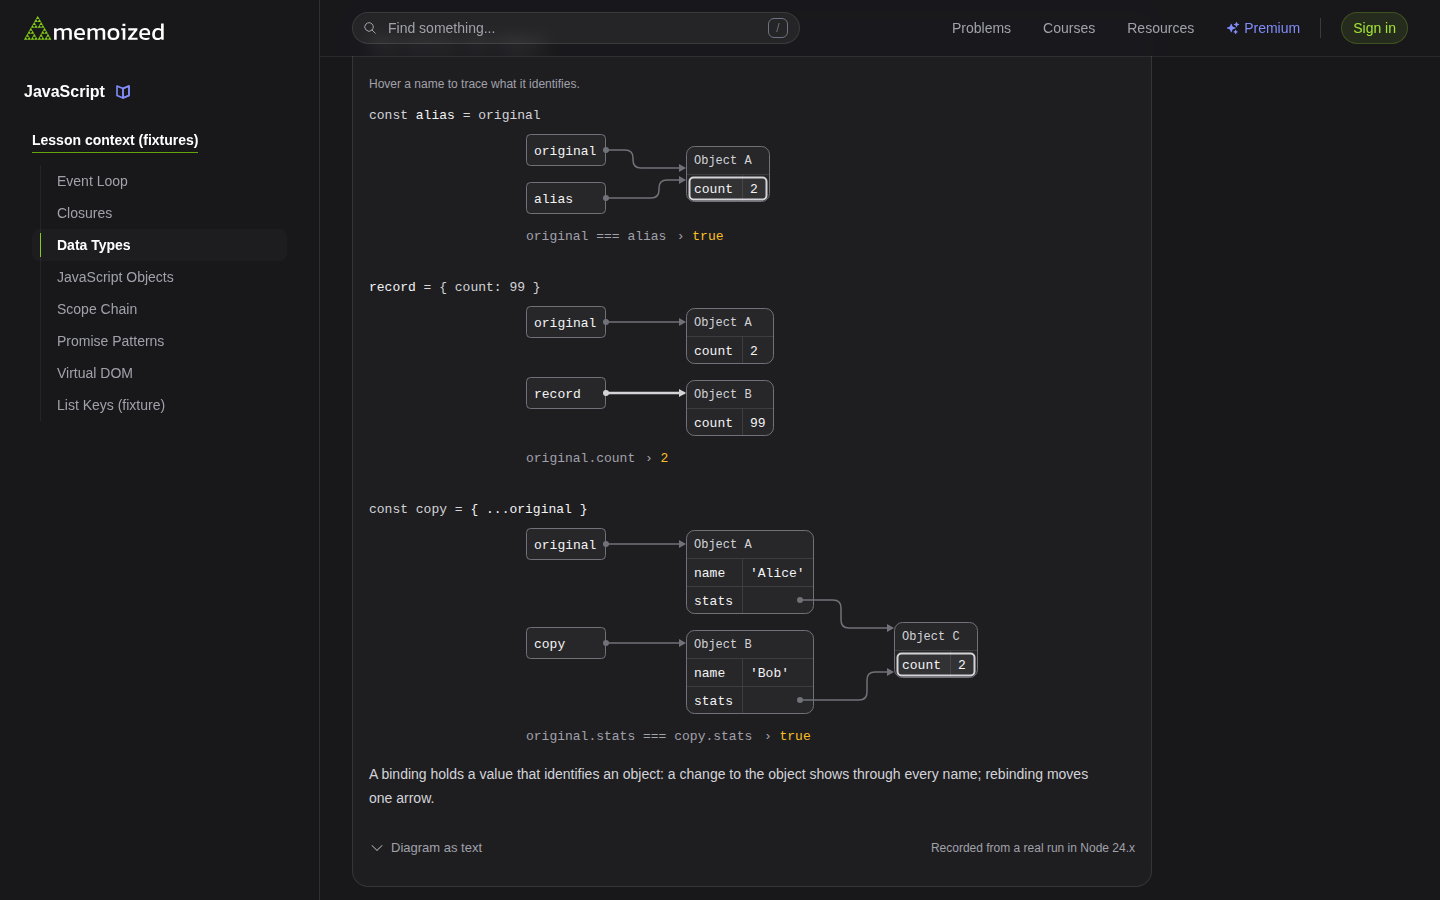 memoized
Find something...
/
Problems
Courses
Resources
Premium
Sign in
JavaScript
Lesson context (fixtures)
Event Loop
Closures
Data Types
JavaScript Objects
Scope Chain
Promise Patterns
Virtual DOM
List Keys (fixture)
Hover a name to trace what it identifies.
const alias = original
original
alias
Object A
count 2
original === alias › true
record = { count: 99 }
original
Object A
count 2
record
Object B
count 99
original.count › 2
const copy = { ...original }
original
Object A
name 'Alice'
stats
copy
Object B
name 'Bob'
stats
Object C
count 2
original.stats === copy.stats › true
A binding holds a value that identifies an object: a change to the object shows through every name; rebinding moves
one arrow.
Diagram as text
Recorded from a real run in Node 24.x